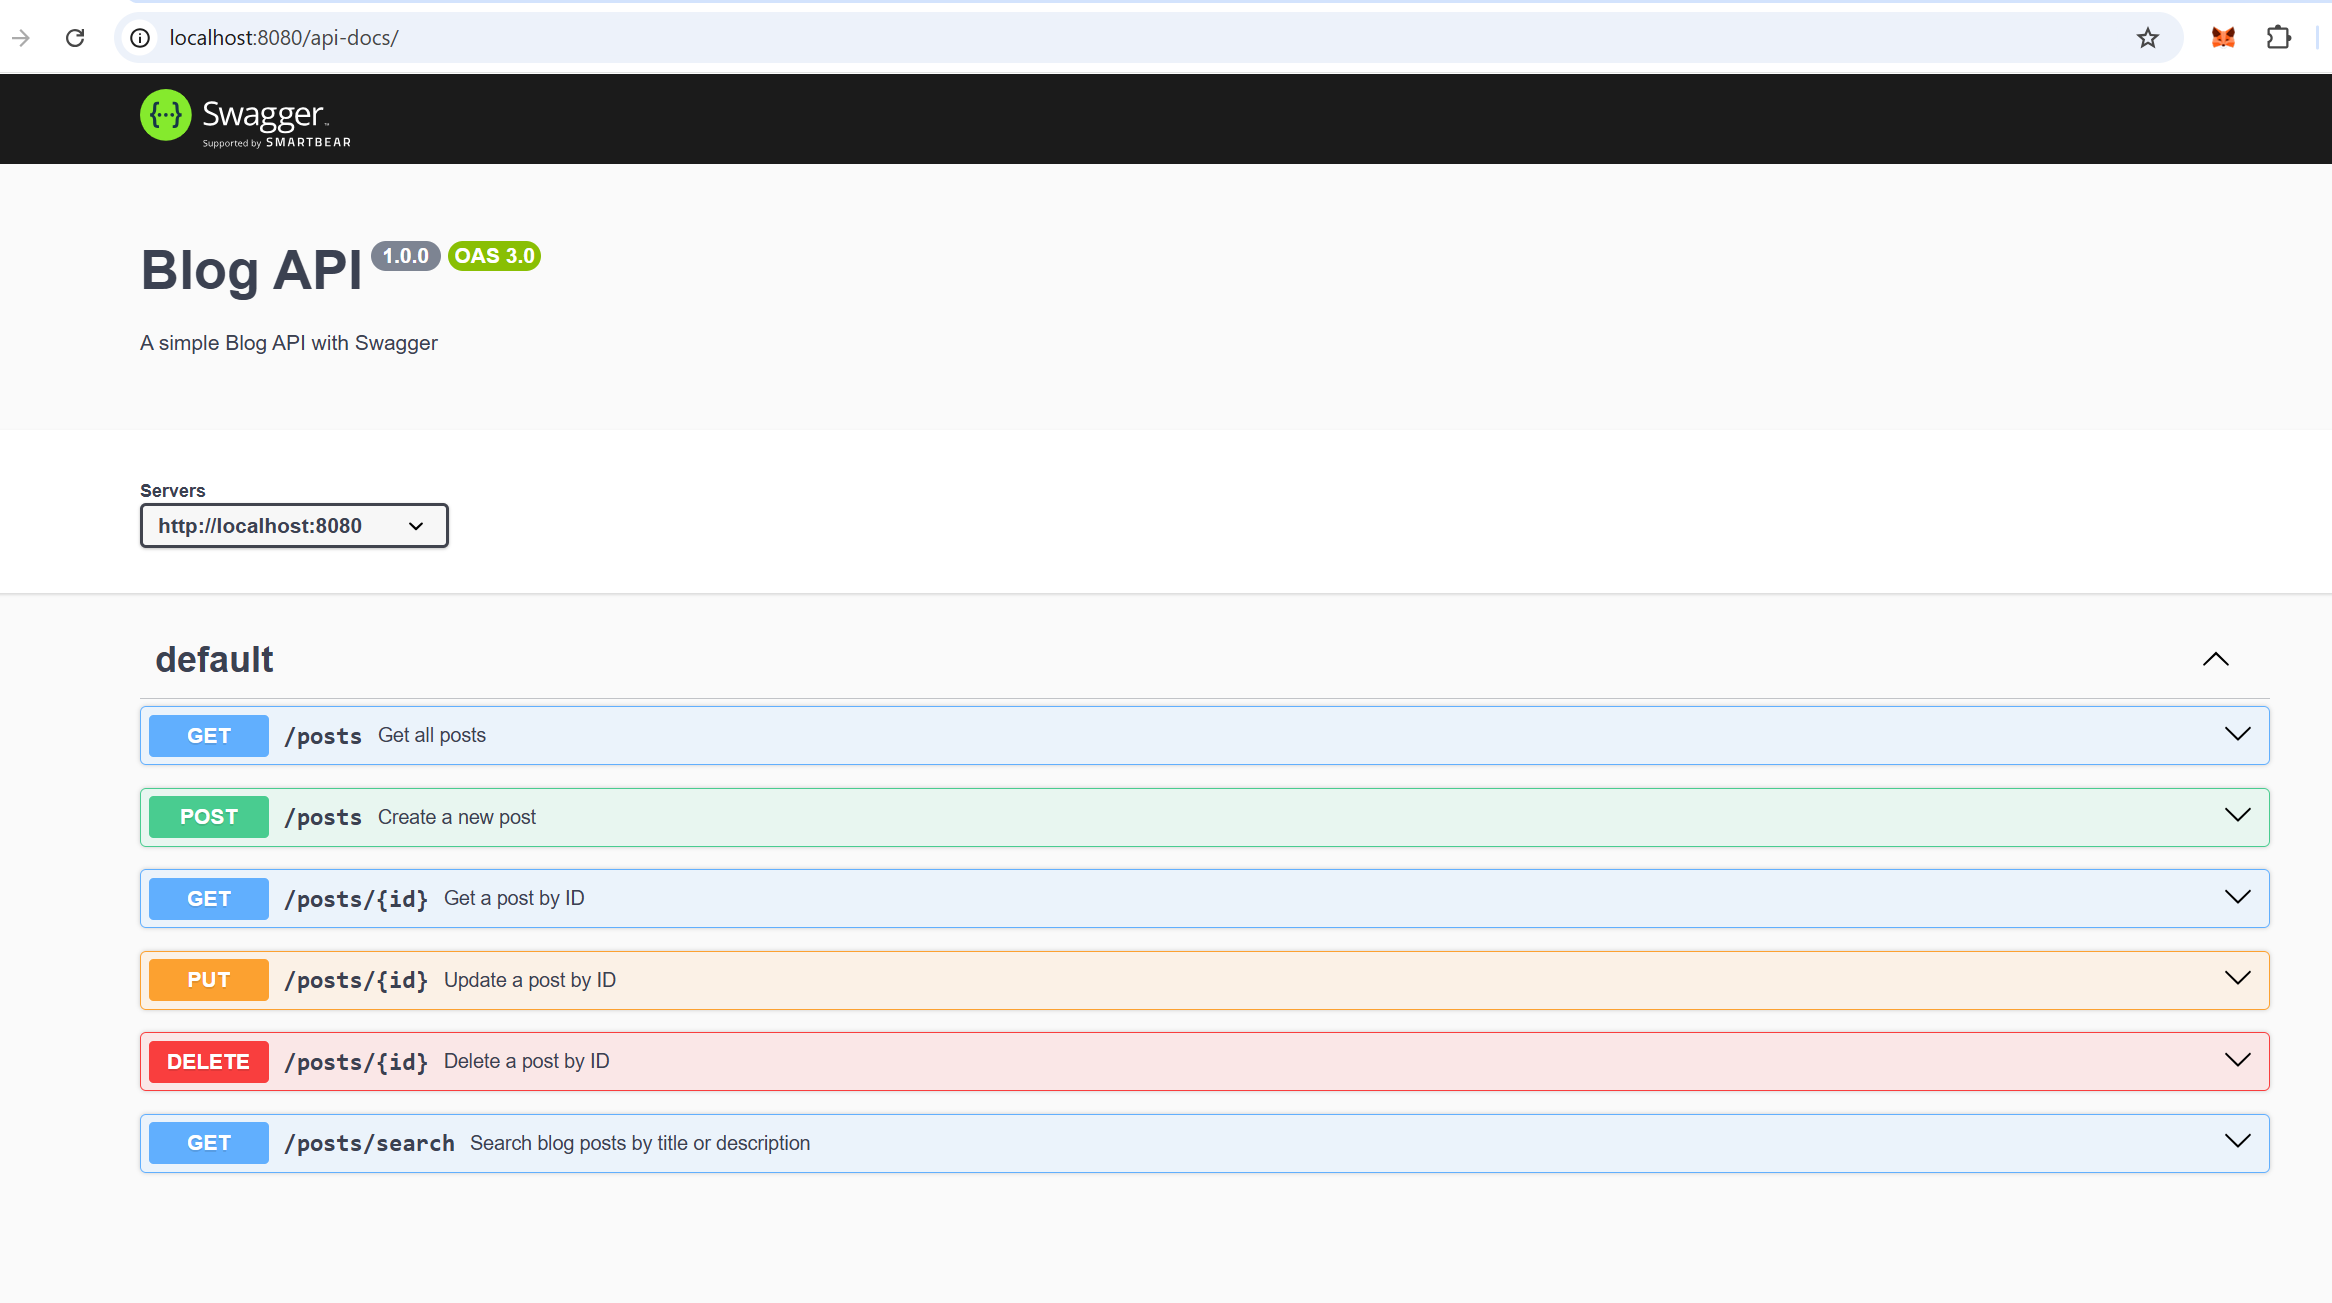 localhost:8080/api-docs/
{···} Swagger™
Supported by SMARTBEAR
Blog API 1.0.0 OAS 3.0
A simple Blog API with Swagger
Servers
http://localhost:8080
default
GET /posts Get all posts
POST /posts Create a new post
GET /posts/{id} Get a post by ID
PUT /posts/{id} Update a post by ID
DELETE /posts/{id} Delete a post by ID
GET /posts/search Search blog posts by title or description